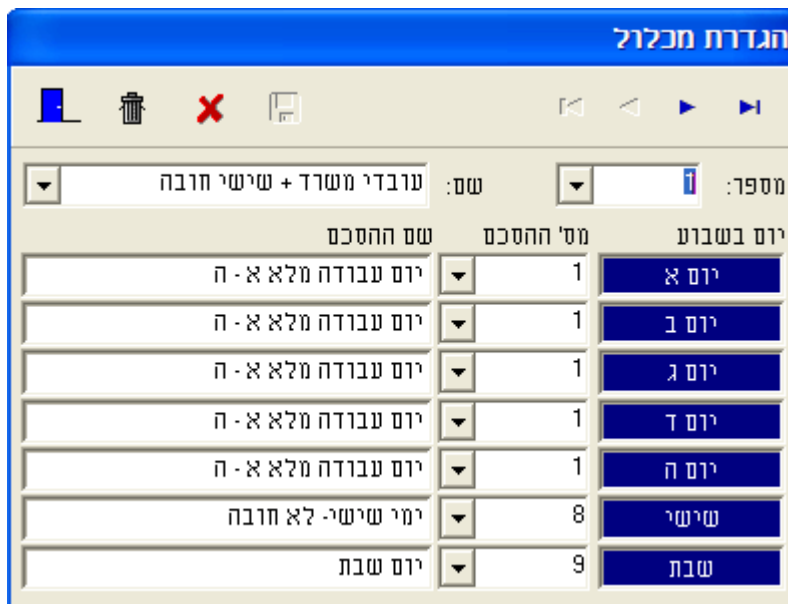 הגדרת מכלול
מספר: 1 שם: עובדי משרד + שישי חובה
יום בשבוע מס' ההסכם שם ההסכם
יום א 1 יום עבודה מלא א - ה
יום ב 1 יום עבודה מלא א - ה
יום ג 1 יום עבודה מלא א - ה
יום ד 1 יום עבודה מלא א - ה
יום ה 1 יום עבודה מלא א - ה
שישי 8 ימי שישי- לא חובה
שבת 9 יום שבת